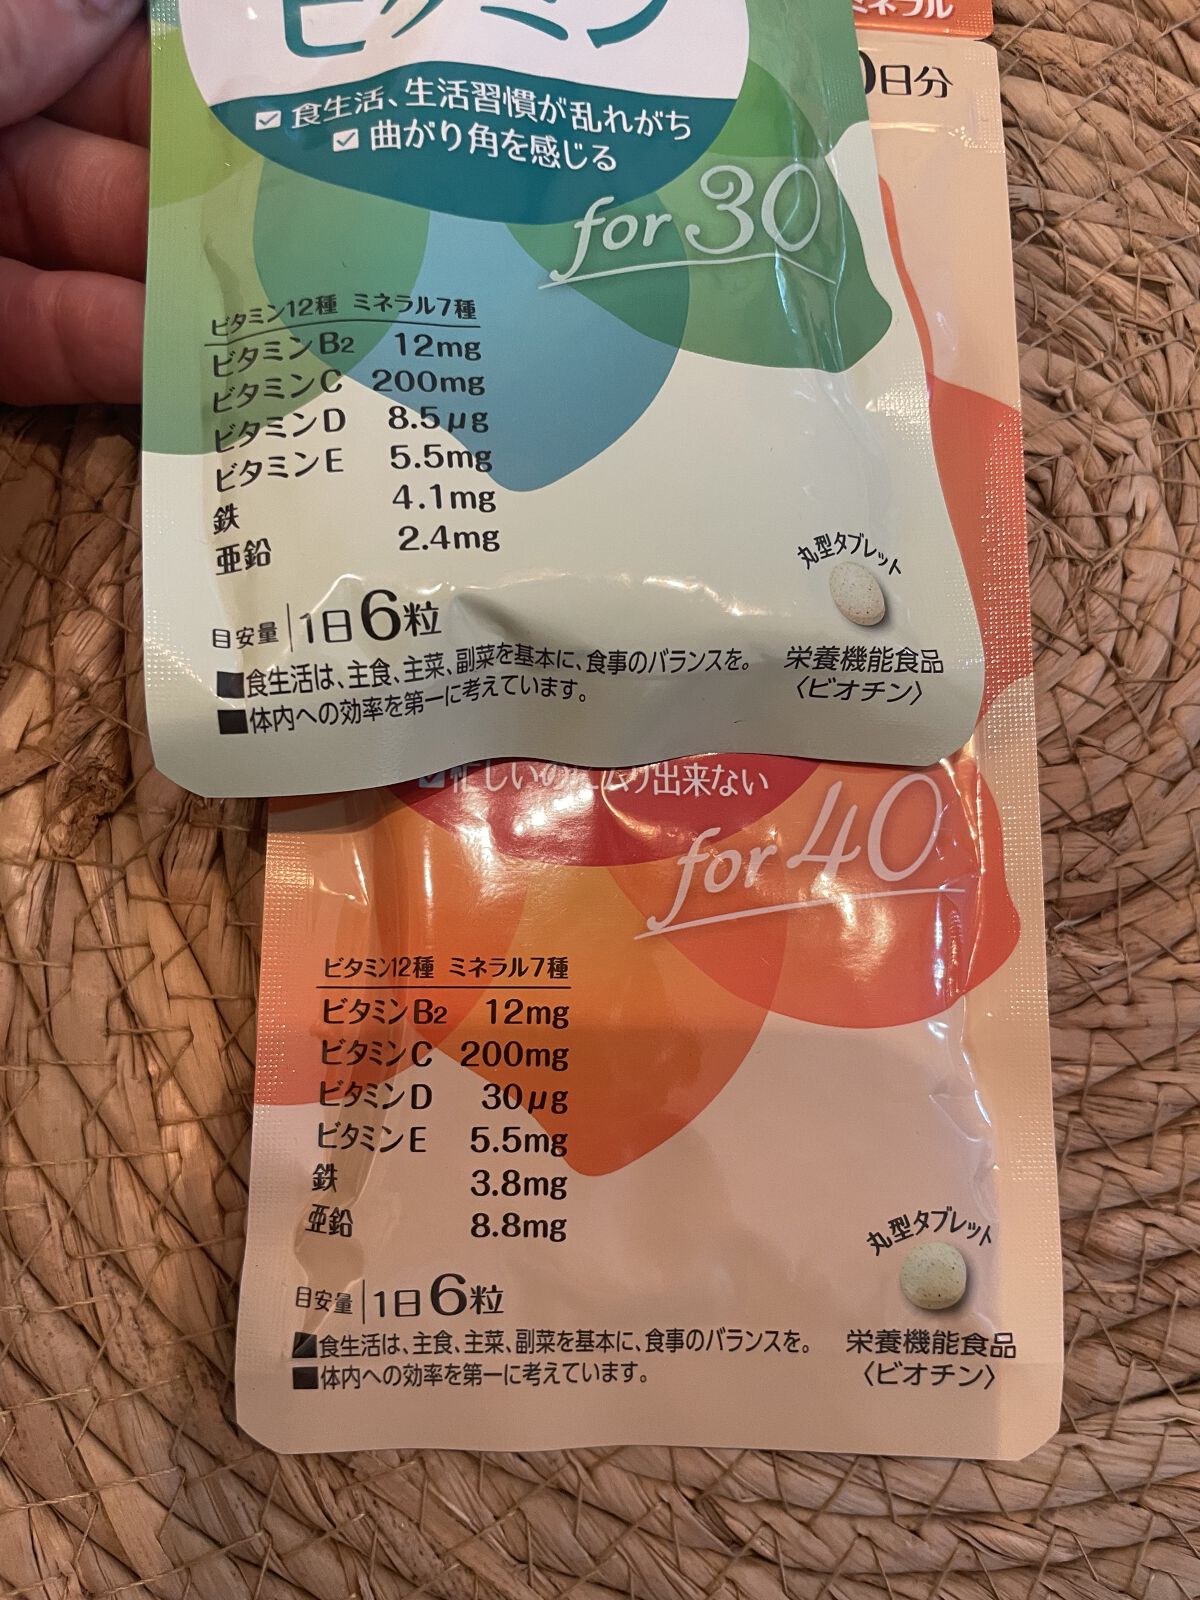 ビタミン
食生活、生活習慣が乱れがち
曲がり角を感じる
for 30
ビタミン12種 ミネラル7種
ビタミンB2 12mg
ビタミンC 200mg
ビタミンD 8.5μg
ビタミンE 5.5mg
鉄 4.1mg
亜鉛 2.4mg
目安量 1日6粒
■食生活は、主食、主菜、副菜を基本に、食事のバランスを。
■体内への効率を第一に考えています。
丸型タブレット
栄養機能食品
〈ビオチン〉
ミネラル
0日分
出来ない
for 40
ビタミン12種 ミネラル7種
ビタミンB2 12mg
ビタミンC 200mg
ビタミンD 30μg
ビタミンE 5.5mg
鉄 3.8mg
亜鉛 8.8mg
目安量 1日6粒
■食生活は、主食、主菜、副菜を基本に、食事のバランスを。
■体内への効率を第一に考えています。
丸型タブレット
栄養機能食品
〈ビオチン〉